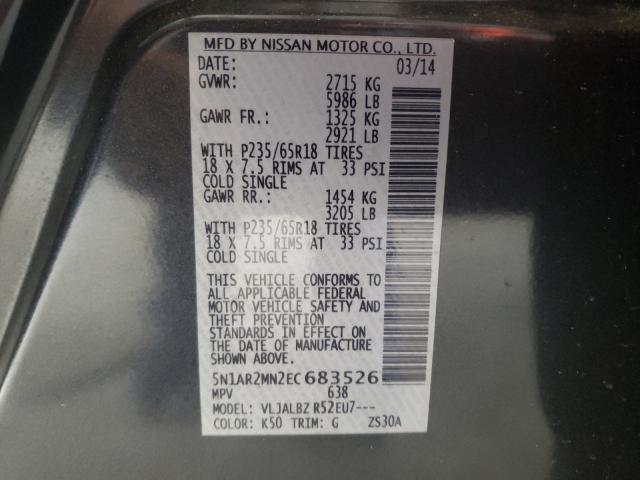 MFD BY NISSAN MOTOR CO., LTD.
DATE: 03/14
GVWR: 2715 KG
5986 LB
GAWR FR.: 1325 KG
2921 LB
WITH P235/65R18 TIRES
18 X 7.5 RIMS AT 33 PSI
COLD SINGLE
GAWR RR.: 1454 KG
3205 LB
WITH P235/65R18 TIRES
18 X 7.5 RIMS AT 33 PSI
COLD SINGLE
THIS VEHICLE CONFORMS TO
ALL APPLICABLE FEDERAL
MOTOR VEHICLE SAFETY AND
THEFT PREVENTION
STANDARDS IN EFFECT ON
THE DATE OF MANUFACTURE
SHOWN ABOVE.
5N1AR2MN2EC683526
MPV 638
MODEL: VLJALBZ R52EU7---
COLOR: K50 TRIM: G ZS30A